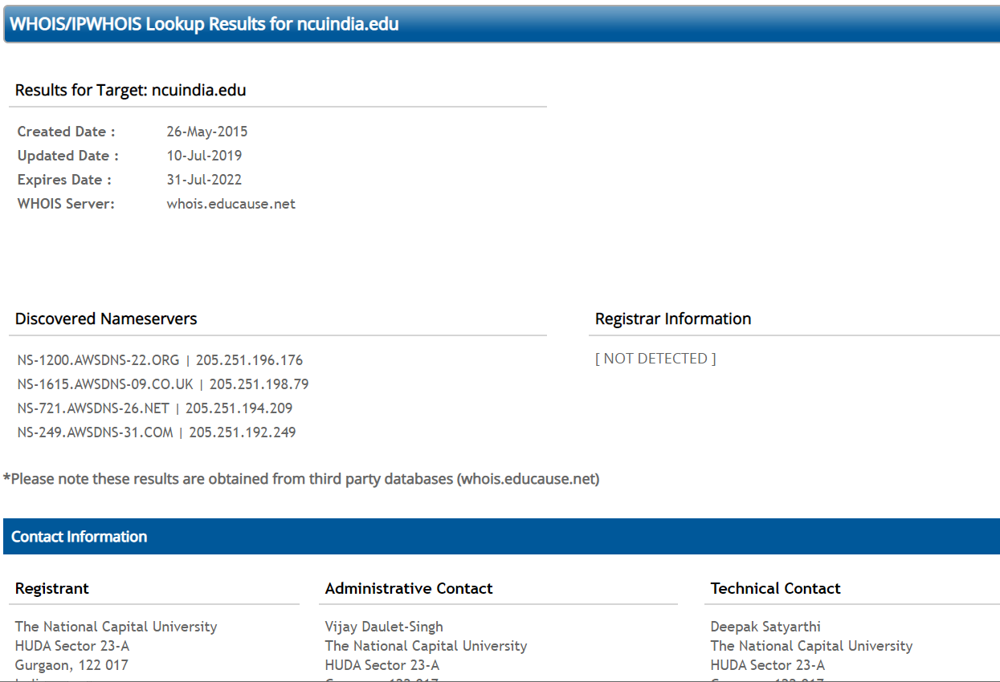 WHOIS/IPWHOIS Lookup Results for ncuindia.edu
Results for Target: ncuindia.edu
Created Date : 26-May-2015
Updated Date : 10-Jul-2019
Expires Date : 31-Jul-2022
WHOIS Server: whois.educause.net
Discovered Nameservers
NS-1200.AWSDNS-22.ORG | 205.251.196.176
NS-1615.AWSDNS-09.CO.UK | 205.251.198.79
NS-721.AWSDNS-26.NET | 205.251.194.209
NS-249.AWSDNS-31.COM | 205.251.192.249
Registrar Information
[ NOT DETECTED ]
*Please note these results are obtained from third party databases (whois.educause.net)
Contact Information
Registrant
The National Capital University
HUDA Sector 23-A
Gurgaon, 122 017
Administrative Contact
Vijay Daulet-Singh
The National Capital University
HUDA Sector 23-A
Technical Contact
Deepak Satyarthi
The National Capital University
HUDA Sector 23-A